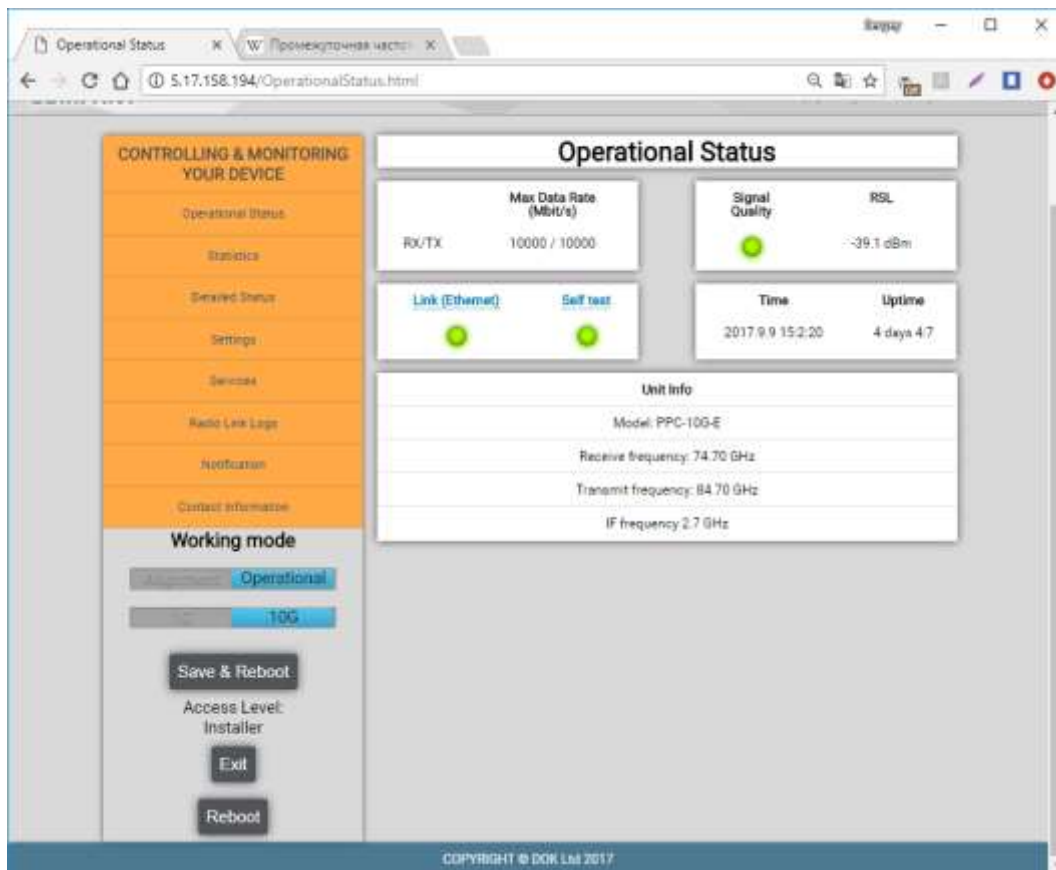 Operational Status
W Промежуточная часто
5.17.158.194/OperationalStatus.html
CONTROLLING & MONITORING
YOUR DEVICE
Operational Status
Statistics
Detailed Status
Settings
Services
Radio Link Logs
Notification
Contact Information
Working mode
Operational
10G
Save & Reboot
Access Level:
Installer
Exit
Reboot
Operational Status
Max Data Rate
(Mbit/s)
RX/TX 10000 / 10000
Signal
Quality
RSL
-39.1 dBm
Link (Ethernet) Self test
Time Uptime
2017.9.9 15:2:20 4 days 4:7
Unit Info
Model: PPC-10G-E
Receive frequency: 74.70 GHz
Transmit frequency: 84.70 GHz
IF frequency 2.7 GHz
COPYRIGHT © DOK Ltd 2017